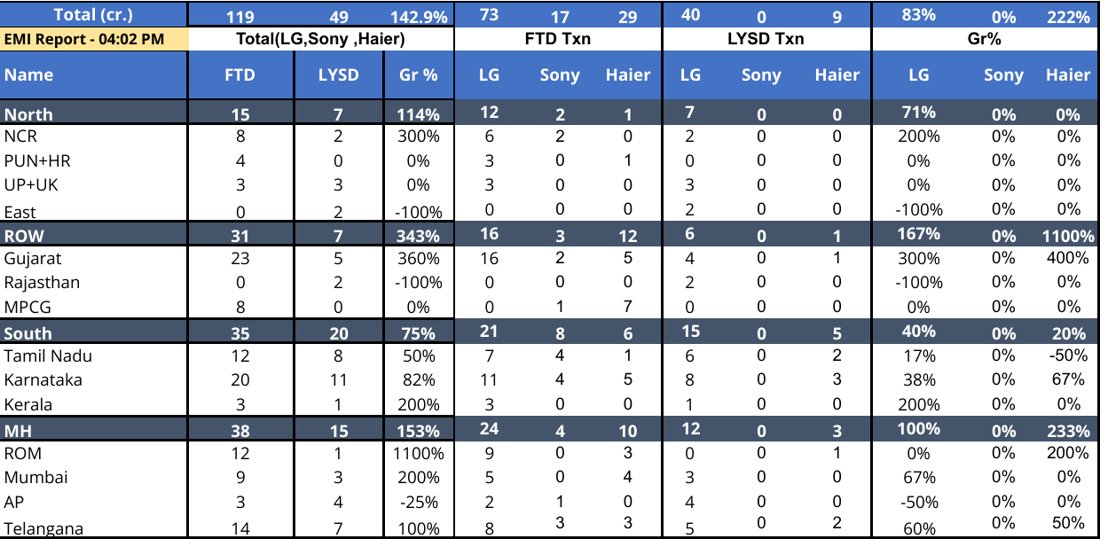 Total (cr.) 119 49 142.9% 73 17 29 40 0 9 83% 0% 222%
EMI Report - 04:02 PM Total(LG,Sony ,Haier) FTD Txn LYSD Txn Gr%
Name FTD LYSD Gr % LG Sony Haier LG Sony Haier LG Sony Haier
North 15 7 114% 12 2 1 7 0 0 71% 0% 0%
NCR 8 2 300% 6 2 0 2 0 0 200% 0% 0%
PUN+HR 4 0 0% 3 0 1 0 0 0 0% 0% 0%
UP+UK 3 3 0% 3 0 0 3 0 0 0% 0% 0%
East 0 2 -100% 0 0 0 2 0 0 -100% 0% 0%
ROW 31 7 343% 16 3 12 6 0 1 167% 0% 1100%
Gujarat 23 5 360% 16 2 5 4 0 1 300% 0% 400%
Rajasthan 0 2 -100% 0 0 0 2 0 0 -100% 0% 0%
MPCG 8 0 0% 0 1 7 0 0 0 0% 0% 0%
South 35 20 75% 21 8 6 15 0 5 40% 0% 20%
Tamil Nadu 12 8 50% 7 4 1 6 0 2 17% 0% -50%
Karnataka 20 11 82% 11 4 5 8 0 3 38% 0% 67%
Kerala 3 1 200% 3 0 0 1 0 0 200% 0% 0%
MH 38 15 153% 24 4 10 12 0 3 100% 0% 233%
ROM 12 1 1100% 9 0 3 0 0 1 0% 0% 200%
Mumbai 9 3 200% 5 0 4 3 0 0 67% 0% 0%
AP 3 4 -25% 2 1 0 4 0 0 -50% 0% 0%
Telangana 14 7 100% 8 3 3 5 0 2 60% 0% 50%